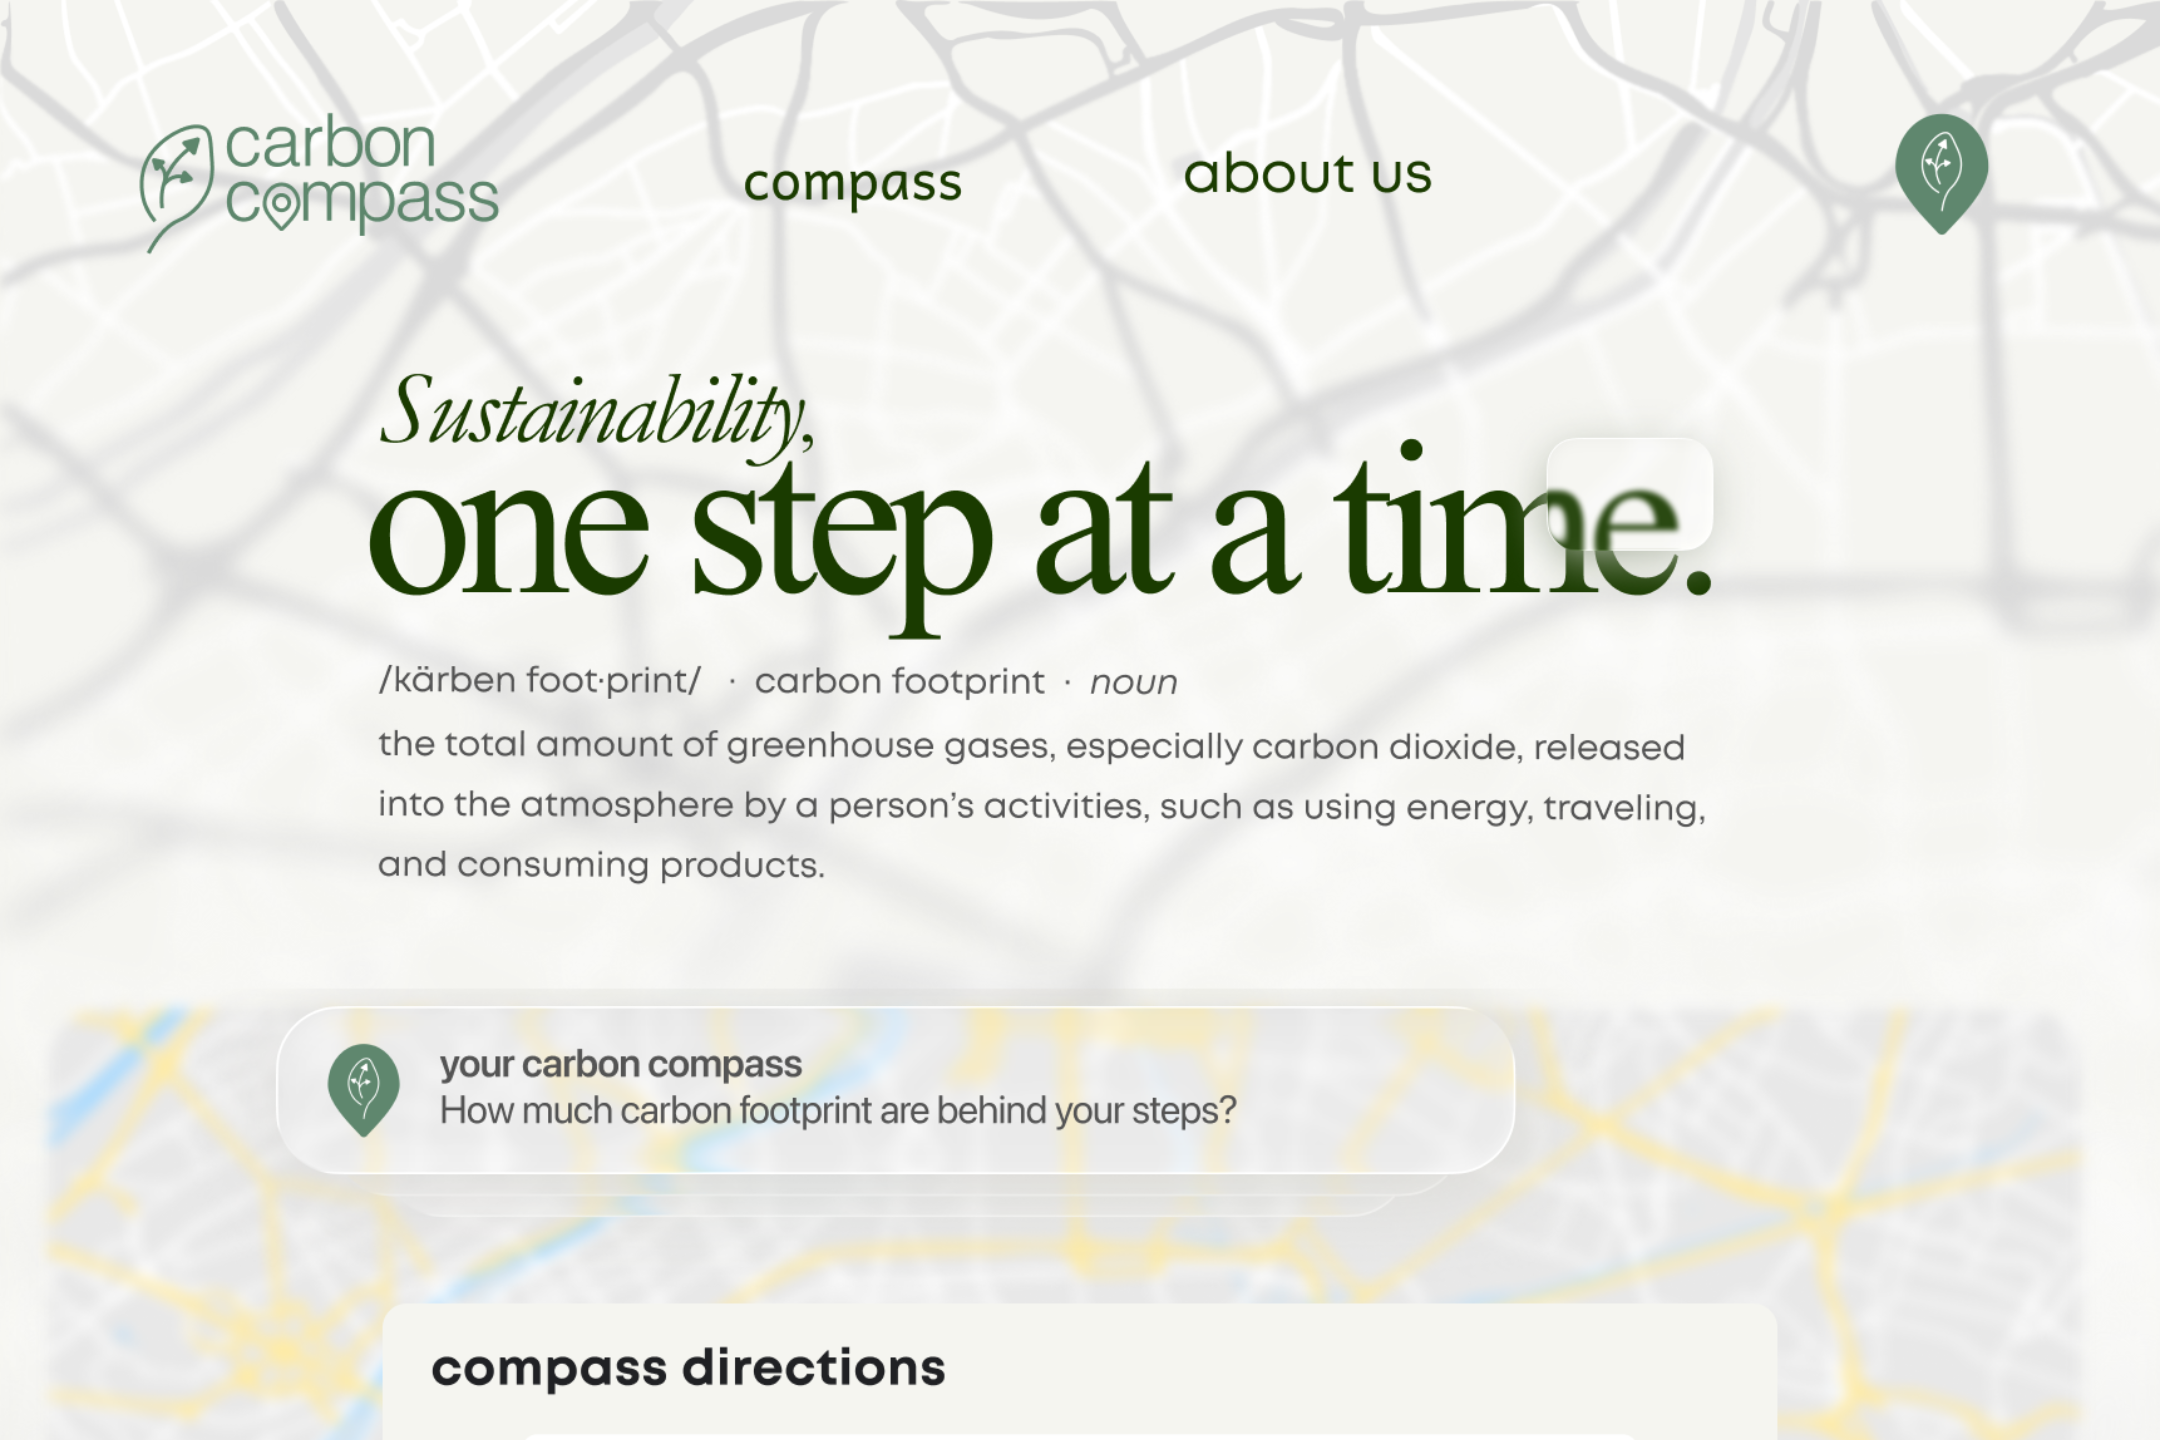 carbon
compass
compass
about us
Sustainability,
one step at a time.
/kärben foot·print/ · carbon footprint · noun
the total amount of greenhouse gases, especially carbon dioxide, released
into the atmosphere by a person’s activities, such as using energy, traveling,
and consuming products.
your carbon compass
How much carbon footprint are behind your steps?
compass directions